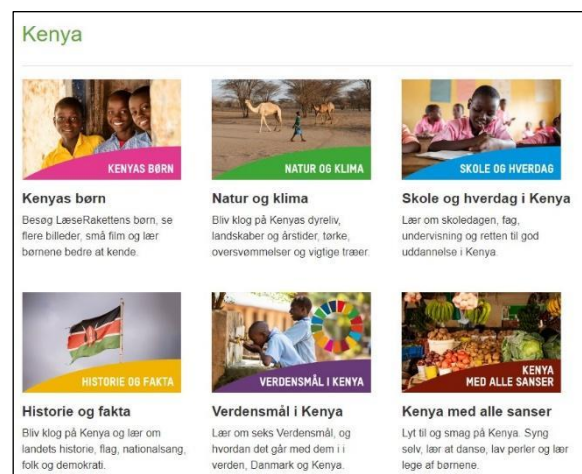 Kenya
KENYAS BØRN
NATUR OG KLIMA
SKOLE OG HVERDAG
Kenyas børn
Natur og klima
Skole og hverdag i Kenya
Besøg LæseRakettens børn, se
flere billeder, små film og lær
børnene bedre at kende.
Bliv klog på Kenyas dyreliv,
landskaber og årstider, tørke,
oversvømmelser og vigtige træer.
Lær om skoledagen, fag,
undervisning og retten til god
uddannelse i Kenya.
HISTORIE OG FAKTA
VERDENSMÅL I KENYA
KENYA
MED ALLE SANSER
Historie og fakta
Verdensmål i Kenya
Kenya med alle sanser
Bliv klog på Kenya og lær om
landets historie, flag, nationalsang,
folk og demokrati.
Lær om seks Verdensmål, og
hvordan det går med dem i i
verden, Danmark og Kenya.
Lyt til og smag på Kenya. Syng
selv, lær at danse, lav perler og lær
lege af børnene.